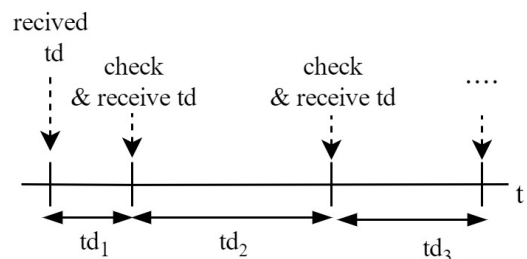 recived
td
check
& receive td
check
& receive td
....
t
td₁
td₂
td₃